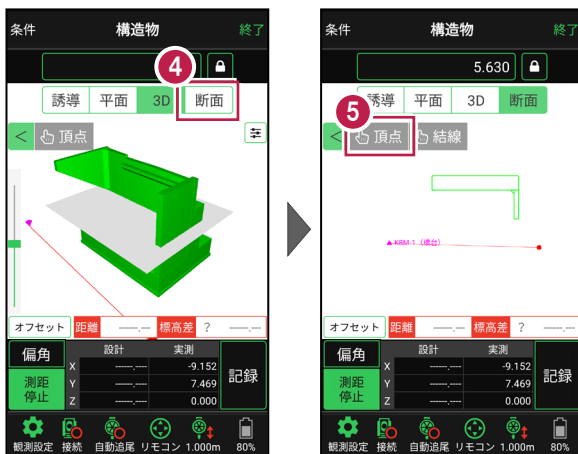 条件 構造物 終了
4
誘導 平面 3D 断面
< 頂点
オフセット 距離 -----.--- 標高差 ? -----.---
偏角 設計 実測
X -----.---- -9.152
測距 Y -----.---- 7.469 記録
停止 Z -----.---- 0.000
観測設定 接続 自動追尾 リモコン 1.000m 80%
条件 構造物 終了
5.630
5
誘導 平面 3D 断面
< 頂点 結線
KBM-1（橋台）
オフセット 距離 -----.--- 標高差 ? -----.---
偏角 設計 実測
X -----.---- -9.152
測距 Y -----.---- 7.469 記録
停止 Z -----.---- 0.000
観測設定 接続 自動追尾 リモコン 1.000m 80%